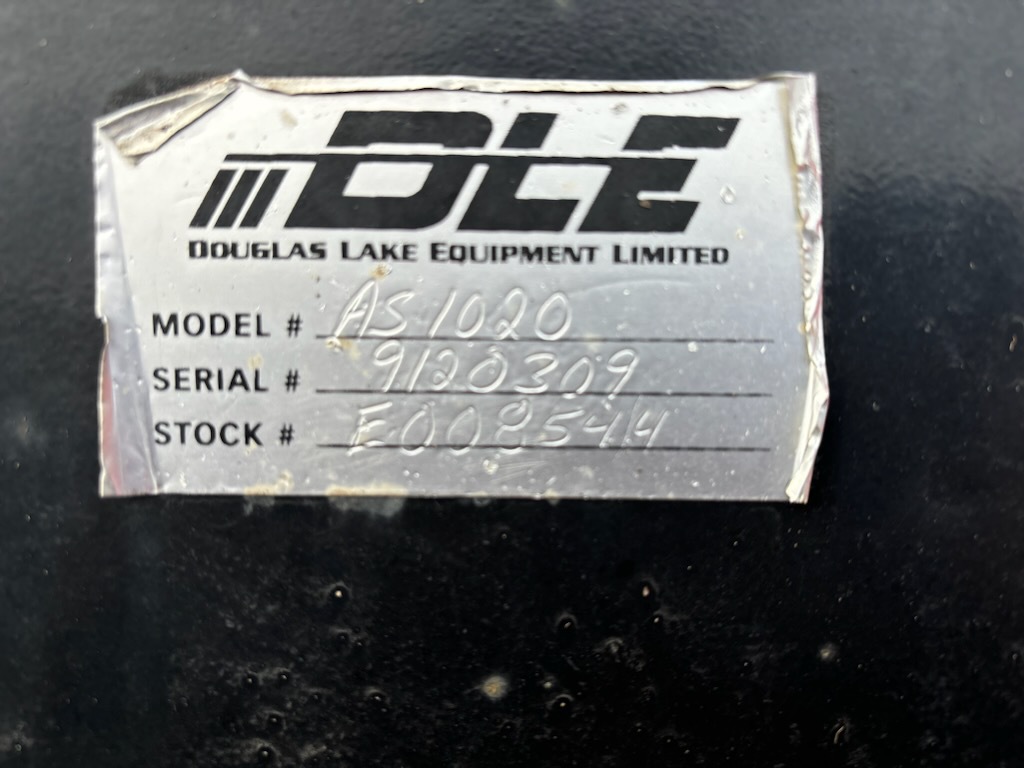 DLE
DOUGLAS LAKE EQUIPMENT LIMITED
MODEL # AS1020
SERIAL # 9120309
STOCK # E008544